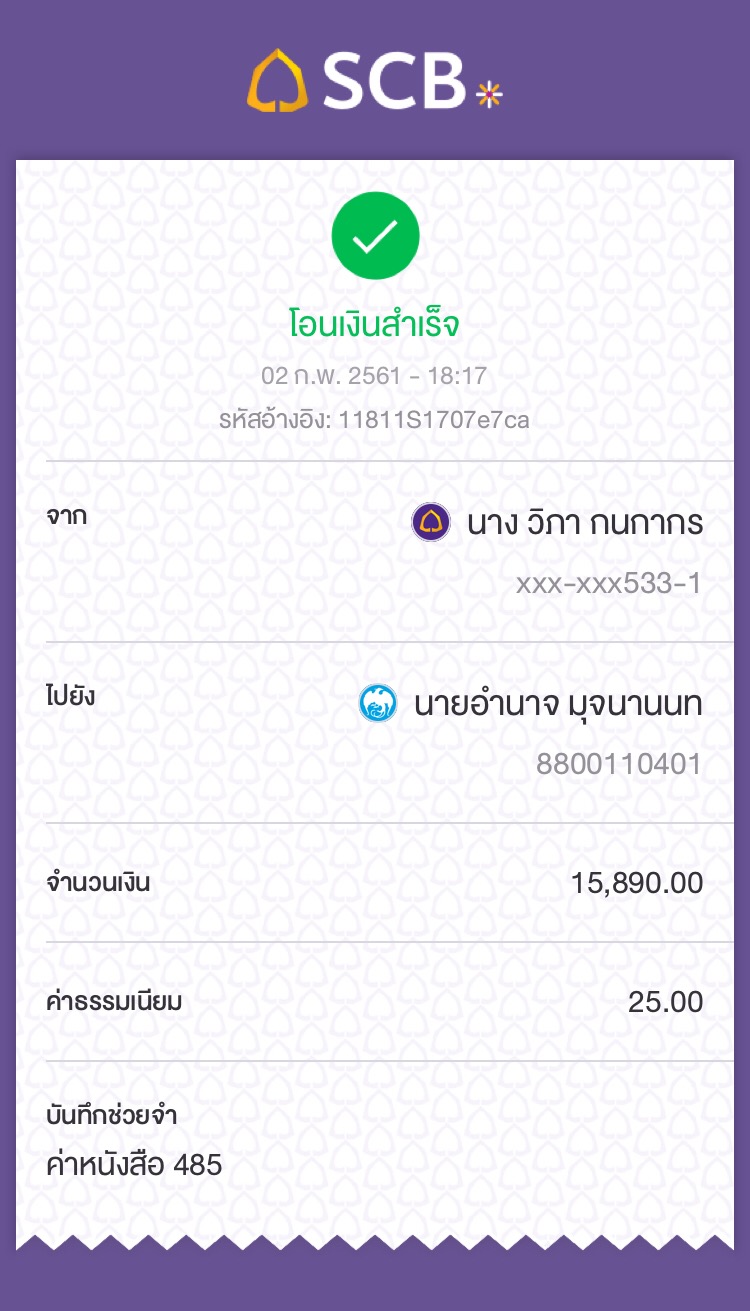 SCB
โอนเงินสำเร็จ
02 ก.พ. 2561 - 18:17
รหัสอ้างอิง: 11811S1707e7ca
จาก
นาง วิภา กนกากร
xxx-xxx533-1
ไปยัง
นายอำนาจ มุจนานนท
8800110401
จำนวนเงิน
15,890.00
ค่าธรรมเนียม
25.00
บันทึกช่วยจำ
ค่าหนังสือ 485